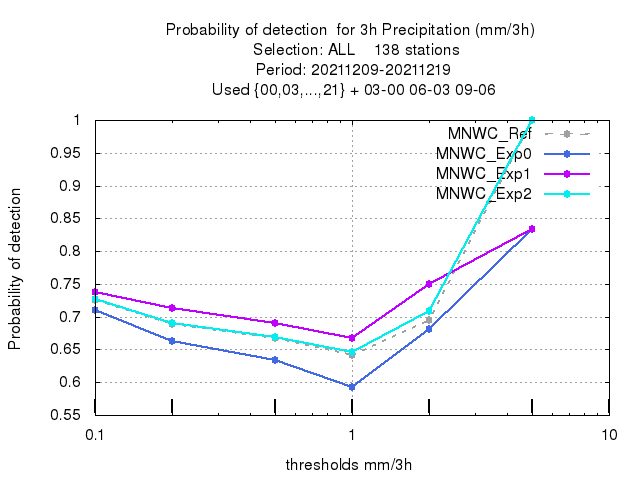 Probability of detection  for 3h Precipitation (mm/3h)
Selection: ALL    138 stations
Period: 20211209-20211219
Used {00,03,...,21} + 03-00 06-03 09-06
MNWC_Ref
MNWC_Exp0
MNWC_Exp1
MNWC_Exp2
Probability of detection
1
0.95
0.9
0.85
0.8
0.75
0.7
0.65
0.6
0.55
0.1 1 10
thresholds mm/3h